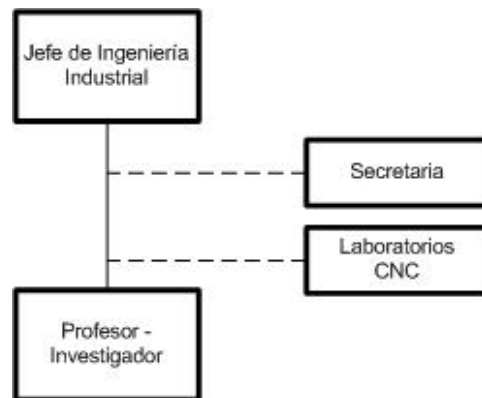 Jefe de Ingeniería
Industrial
Secretaria
Laboratorios
CNC
Profesor -
Investigador